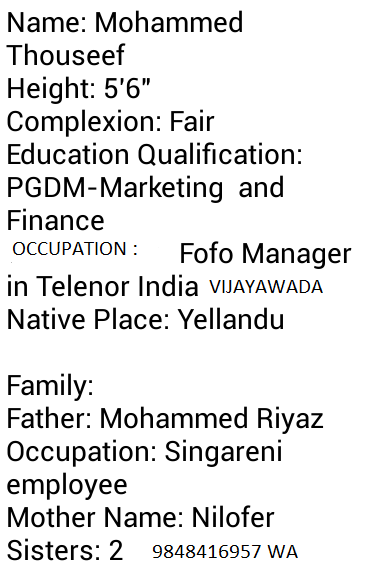 Name: Mohammed
Thouseef
Height: 5'6"
Complexion: Fair
Education Qualification:
PGDM-Marketing and
Finance
OCCUPATION : Fofo Manager
in Telenor India VIJAYAWADA
Native Place: Yellandu
Family:
Father: Mohammed Riyaz
Occupation: Singareni
employee
Mother Name: Nilofer
Sisters: 2 9848416957 WA